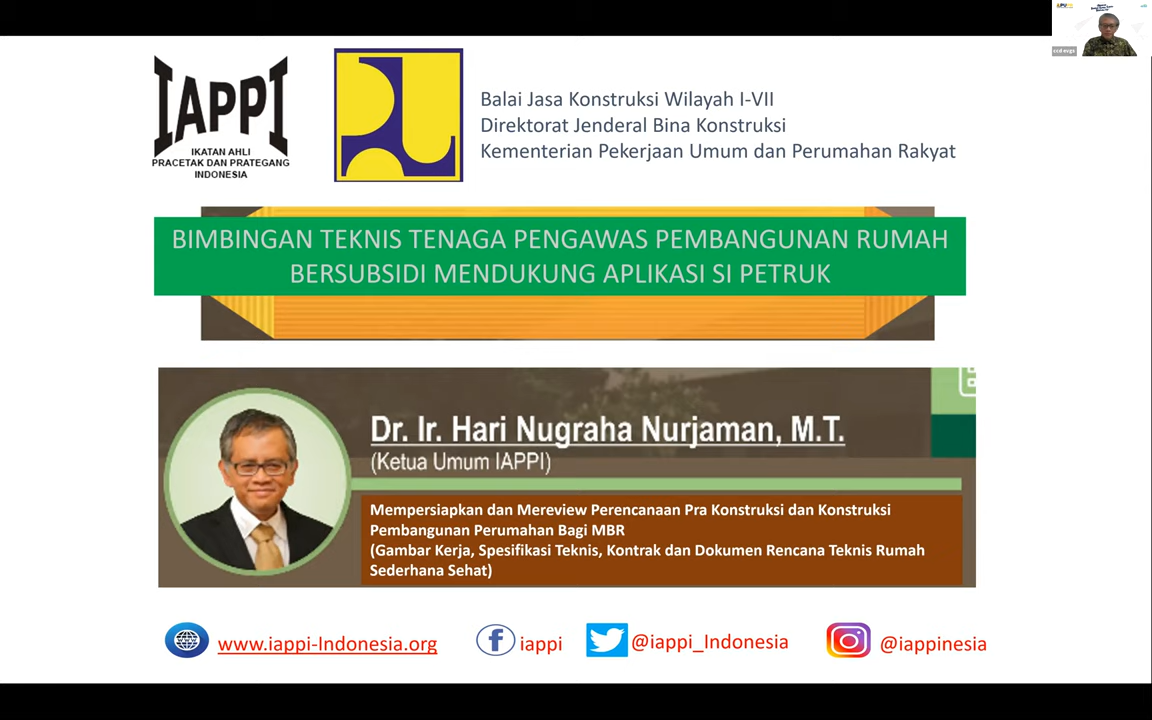 IAPPI
IKATAN AHLI
PRACETAK DAN PRATEGANG
INDONESIA
Balai Jasa Konstruksi Wilayah I-VII
Direktorat Jenderal Bina Konstruksi
Kementerian Pekerjaan Umum dan Perumahan Rakyat
BIMBINGAN TEKNIS TENAGA PENGAWAS PEMBANGUNAN RUMAH
BERSUBSIDI MENDUKUNG APLIKASI SI PETRUK
Dr. Ir. Hari Nugraha Nurjaman, M.T.
(Ketua Umum IAPPI)
Mempersiapkan dan Mereview Perencanaan Pra Konstruksi dan Konstruksi
Pembangunan Perumahan Bagi MBR
(Gambar Kerja, Spesifikasi Teknis, Kontrak dan Dokumen Rencana Teknis Rumah
Sederhana Sehat)
www.iappi-Indonesia.org
iappi
@iappi_Indonesia
@iappinesia